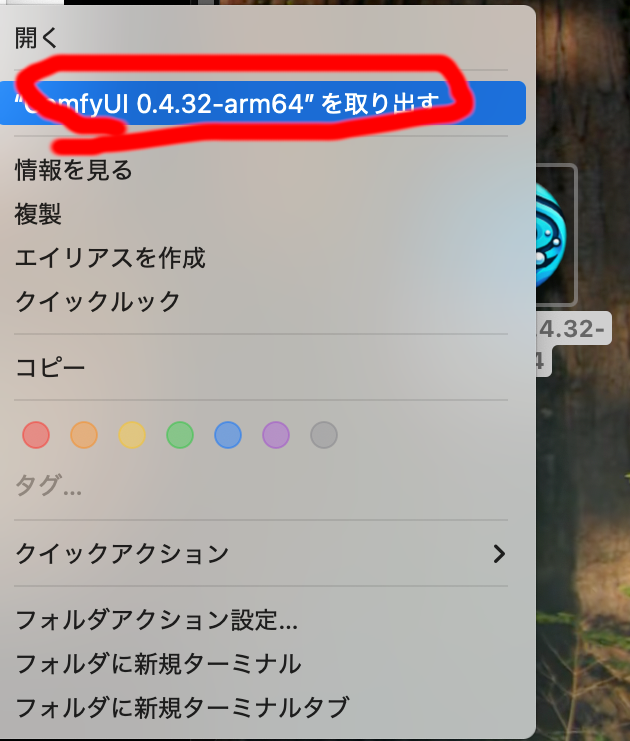 開く
“ComfyUI 0.4.32-arm64” を取り出す
情報を見る
複製
エイリアスを作成
クイックルック
コピー
タグ...
クイックアクション
フォルダアクション設定...
フォルダに新規ターミナル
フォルダに新規ターミナルタブ
.4.32-
4